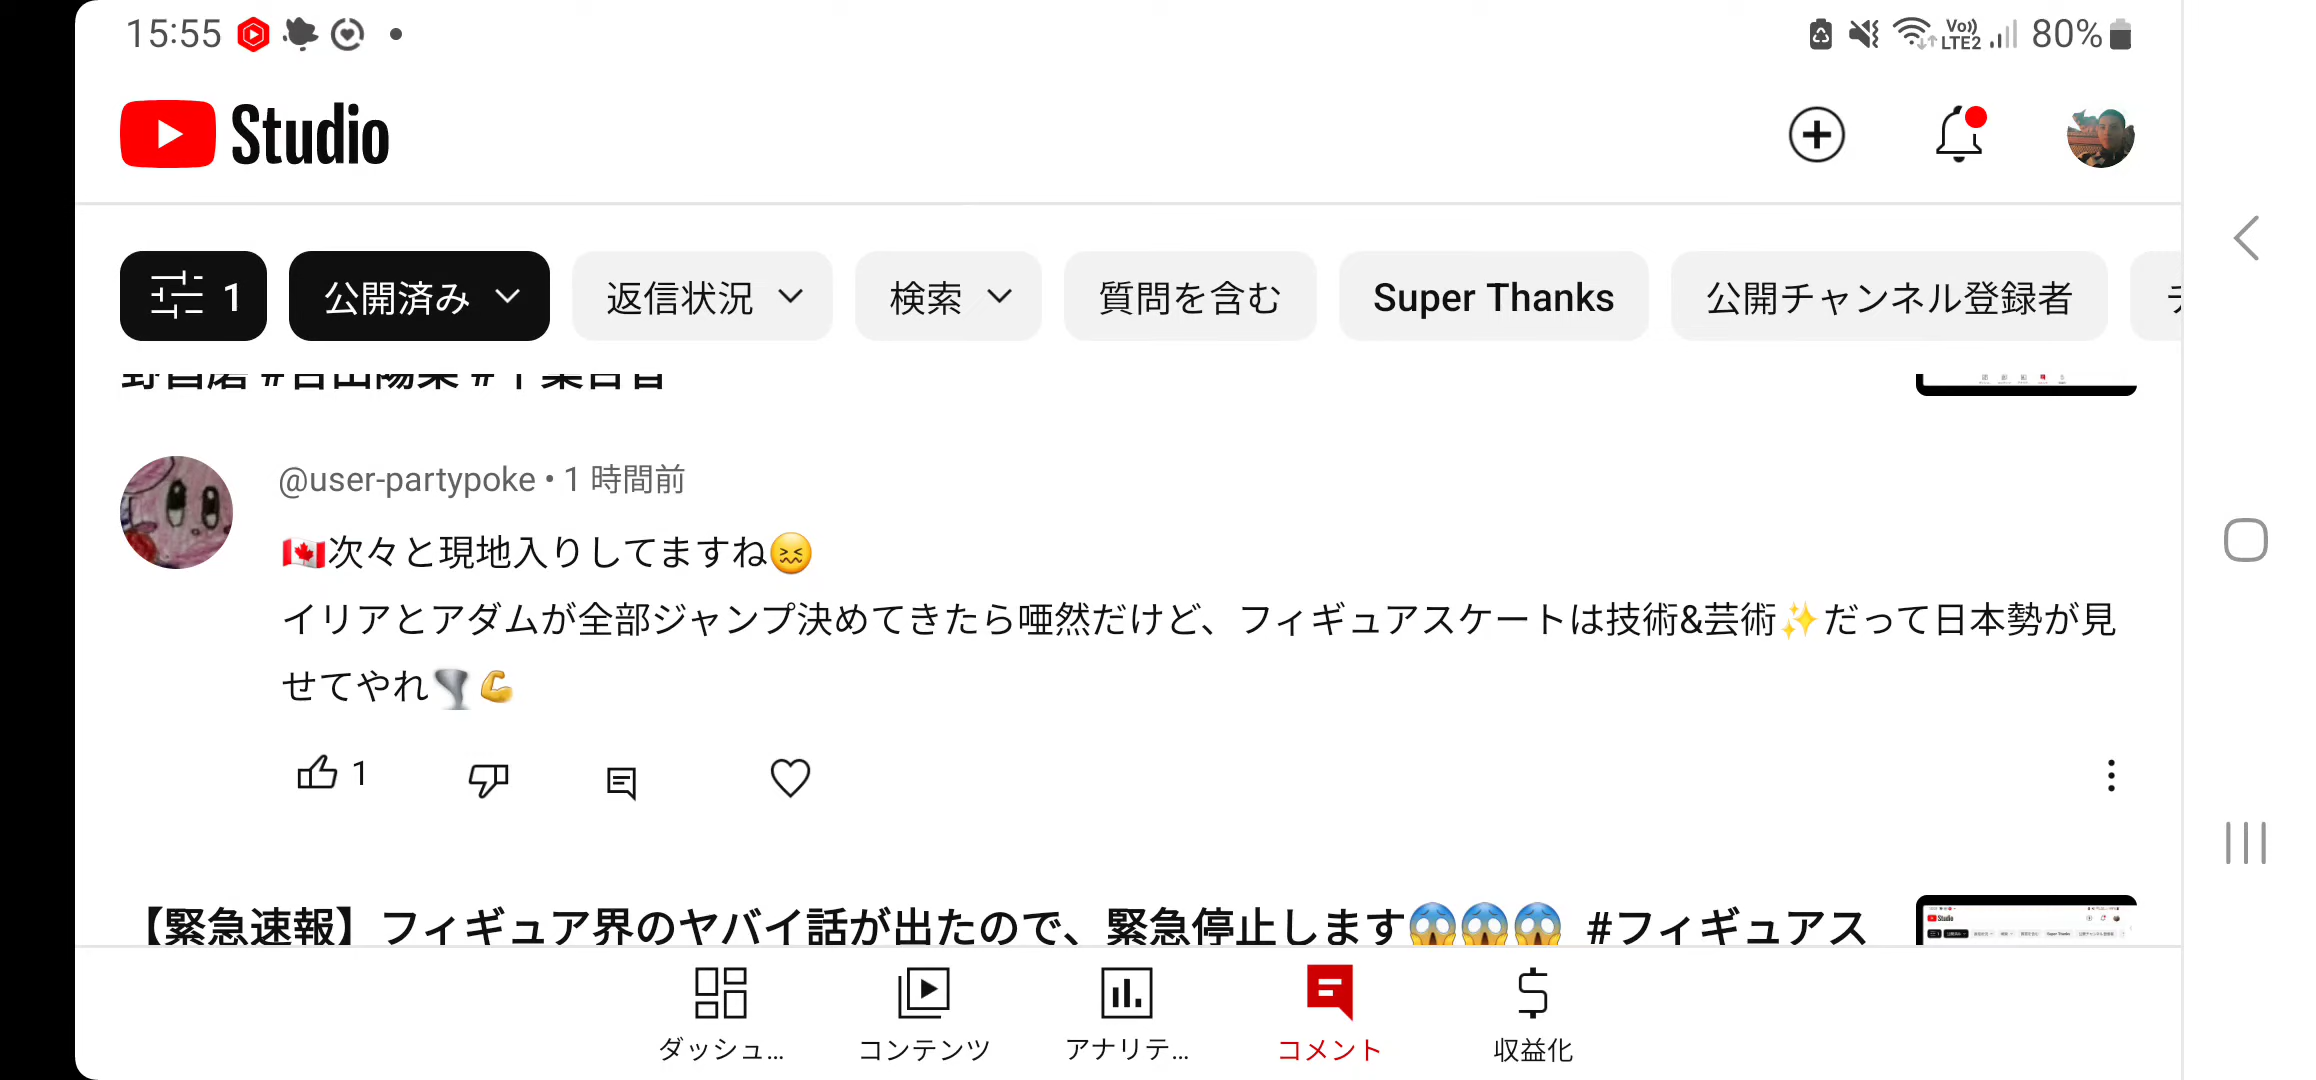 15:55
Vo)) LTE2 80%
Studio
1 公開済み 返信状況 検索 質問を含む Super Thanks 公開チャンネル登録者
@user-partypoke • 1 時間前
🇨🇦次々と現地入りしてますね😖
イリアとアダムが全部ジャンプ決めてきたら唖然だけど、フィギュアスケートは技術&芸術✨だって日本勢が見
せてやれ🌪️💪
1
【緊急速報】フィギュア界のヤバイ話が出たので、緊急停止します😱😱😱 #フィギュアス
ダッシュ... コンテンツ アナリテ... コメント 収益化